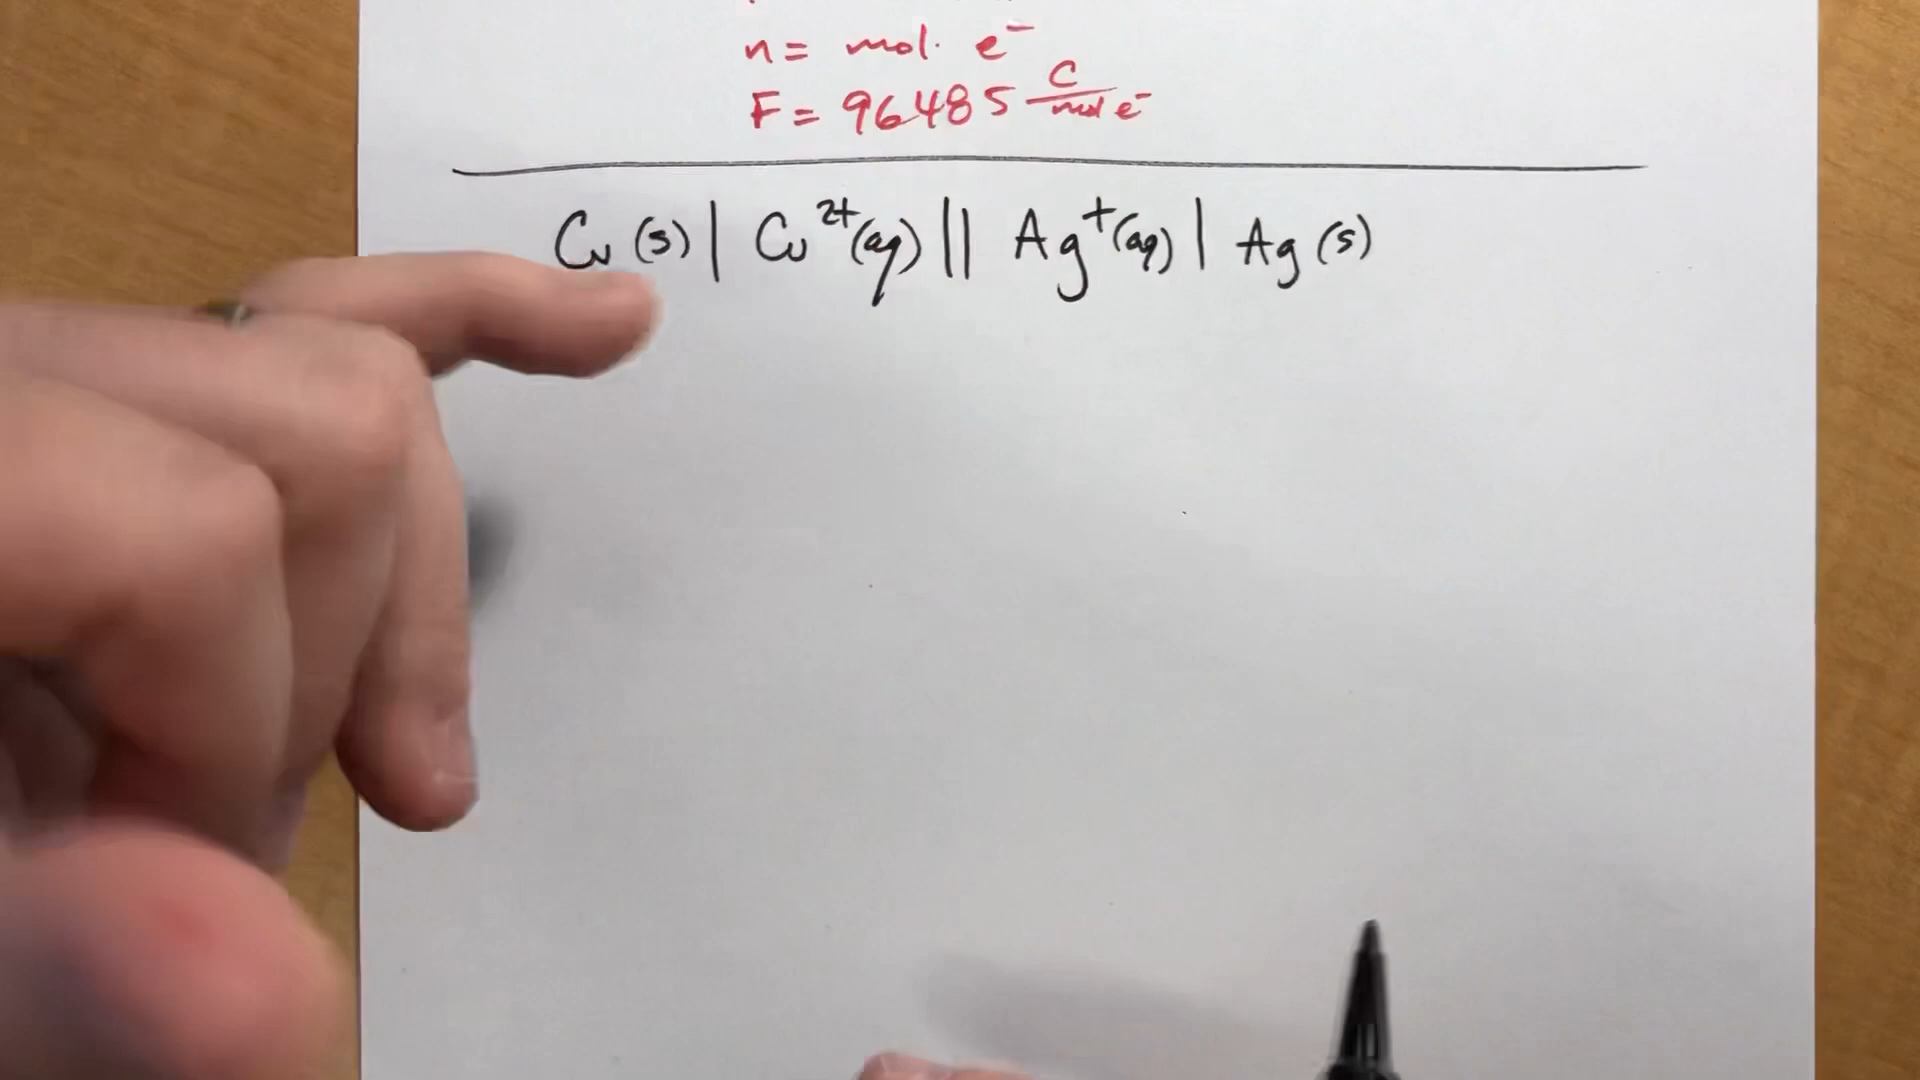 n = mol. e⁻
F = 96485 C/mol e⁻
Cu (s) | Cu²⁺(aq) || Ag⁺(aq) | Ag (s)